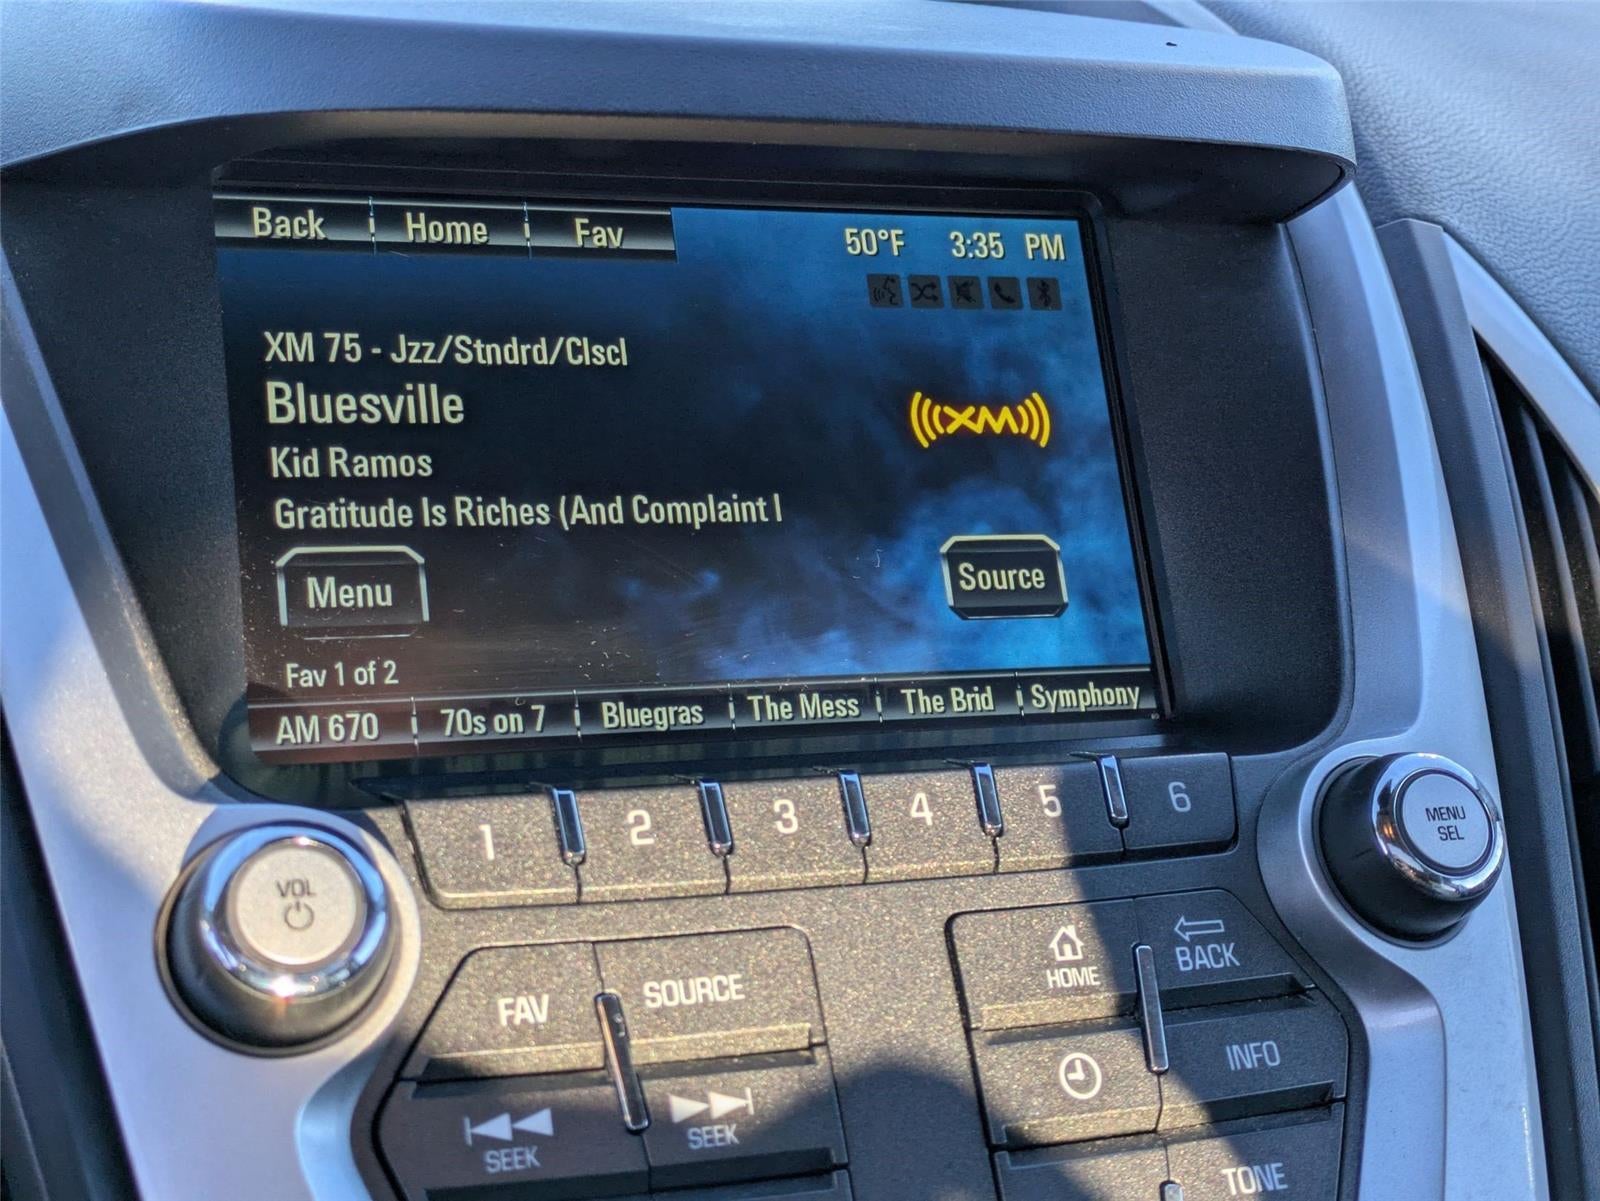 Back Home Fav
50°F 3:35 PM
XM 75 - Jzz/Stndrd/Clscl
Bluesville
Kid Ramos
Gratitude Is Riches (And Complaint I
XM
Menu
Source
Fav 1 of 2
AM 670 70s on 7 Bluegras The Mess The Brid Symphony
1 2 3 4 5 6
VOL
MENU
SEL
FAV
SOURCE
SEEK
SEEK
HOME
BACK
INFO
TONE